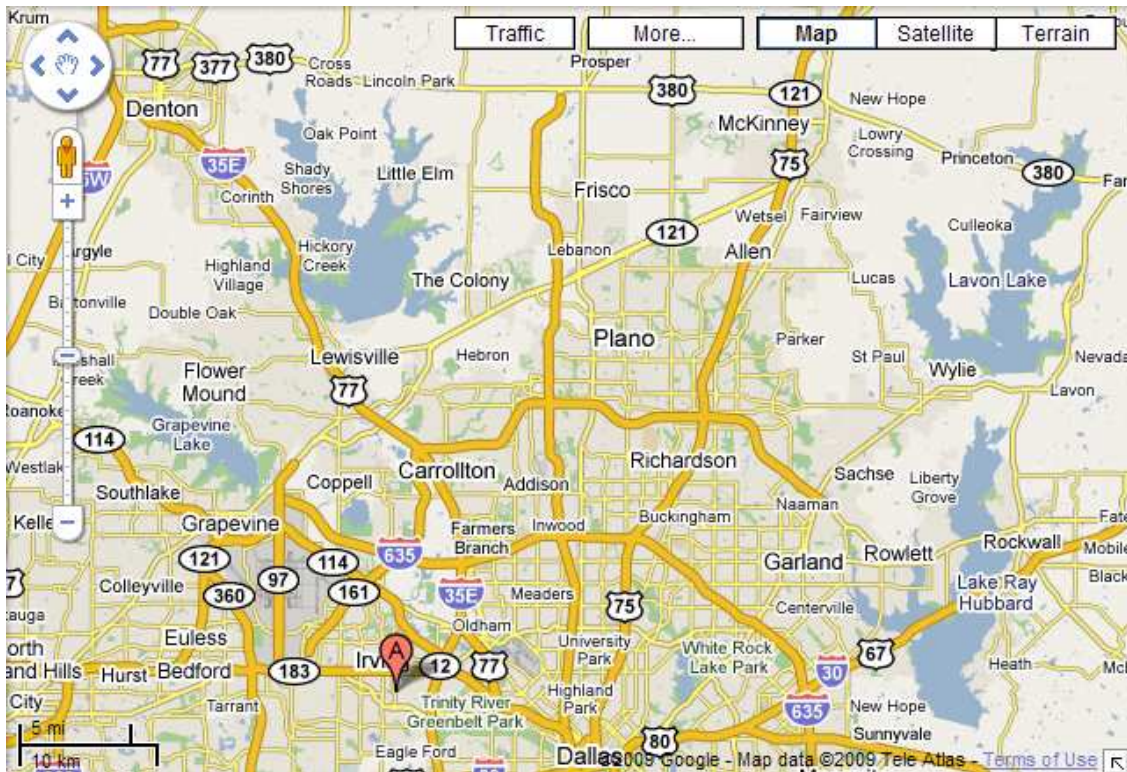 Krum
Traffic
More...
Map
Satellite
Terrain
77
377
380
Cross
Roads
Lincoln Park
Prosper
380
121
New Hope
Denton
McKinney
Oak Point
Lowry
Crossing
35E
Shady
Shores
Little Elm
75
Princeton
380
Corinth
Frisco
Wetsel
Fairview
Culleoka
121
Hickory
Creek
Lebanon
Allen
Highland
Village
The Colony
Lucas
Lavon Lake
Double Oak
Plano
Parker
Lewisville
Hebron
St Paul
Nevada
Flower
Mound
Wylie
77
Lavon
Roanoke
Grapevine
Lake
114
Carrollton
Richardson
Sachse
Southlake
Coppell
Addison
Liberty
Grove
Naaman
Grapevine
Farmers
Branch
Inwood
Buckingham
Rockwall
635
Garland
Rowlett
Mobile
121
114
Colleyville
97
360
161
35E
Meaders
75
Centerville
Lake Ray
Hubbard
Oldham
Euless
University
Park
White Rock
Lake Park
67
A
Hurst
Bedford
183
12
77
30
Heath
Tarrant
Trinity River
Greenbelt Park
Highland
Park
635
New Hope
City
5 mi
Sunnyvale
80
10 km
Eagle Ford
Dallas
©2009 Google - Map data ©2009 Tele Atlas - Terms of Use